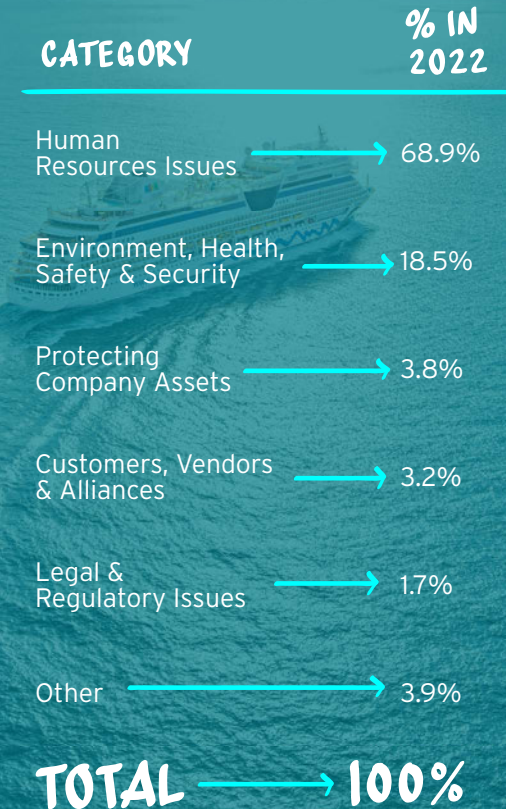 CATEGORY
% IN
2022
Human
Resources Issues
68.9%
Environment, Health,
Safety & Security
18.5%
Protecting
Company Assets
3.8%
Customers, Vendors
& Alliances
3.2%
Legal &
Regulatory Issues
1.7%
Other
3.9%
TOTAL
100%